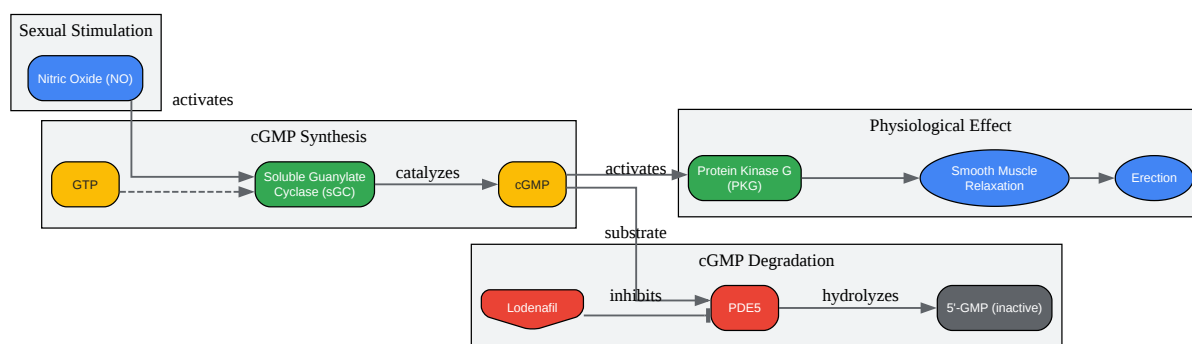 Sexual Stimulation
Nitric Oxide (NO)
activates
cGMP Synthesis
GTP
Soluble Guanylate
Cyclase (sGC)
catalyzes
cGMP
activates
Physiological Effect
Protein Kinase G
(PKG)
Smooth Muscle
Relaxation
Erection
substrate
cGMP Degradation
Lodenafil
inhibits
PDE5
hydrolyzes
5'-GMP (inactive)